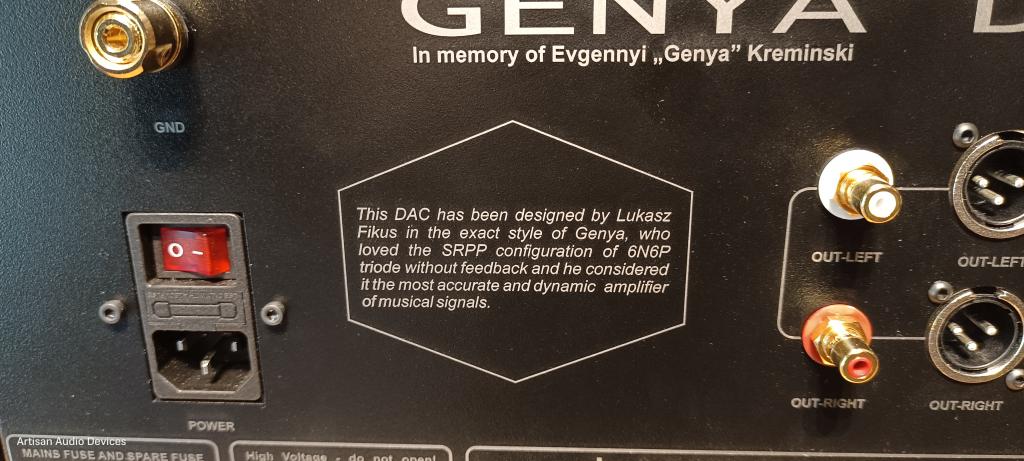 GENYA D
In memory of Evgennyi „Genya” Kreminski
GND
This DAC has been designed by Lukasz
Fikus in the exact style of Genya, who
loved the SRPP configuration of 6N6P
triode without feedback and he considered
it the most accurate and dynamic amplifier
of musical signals.
OUT-LEFT
OUT-LEFT
OUT-RIGHT
OUT-RIGHT
POWER
Artisan Audio Devices
MAINS FUSE AND SPARE FUSE
High Voltage - do not open!